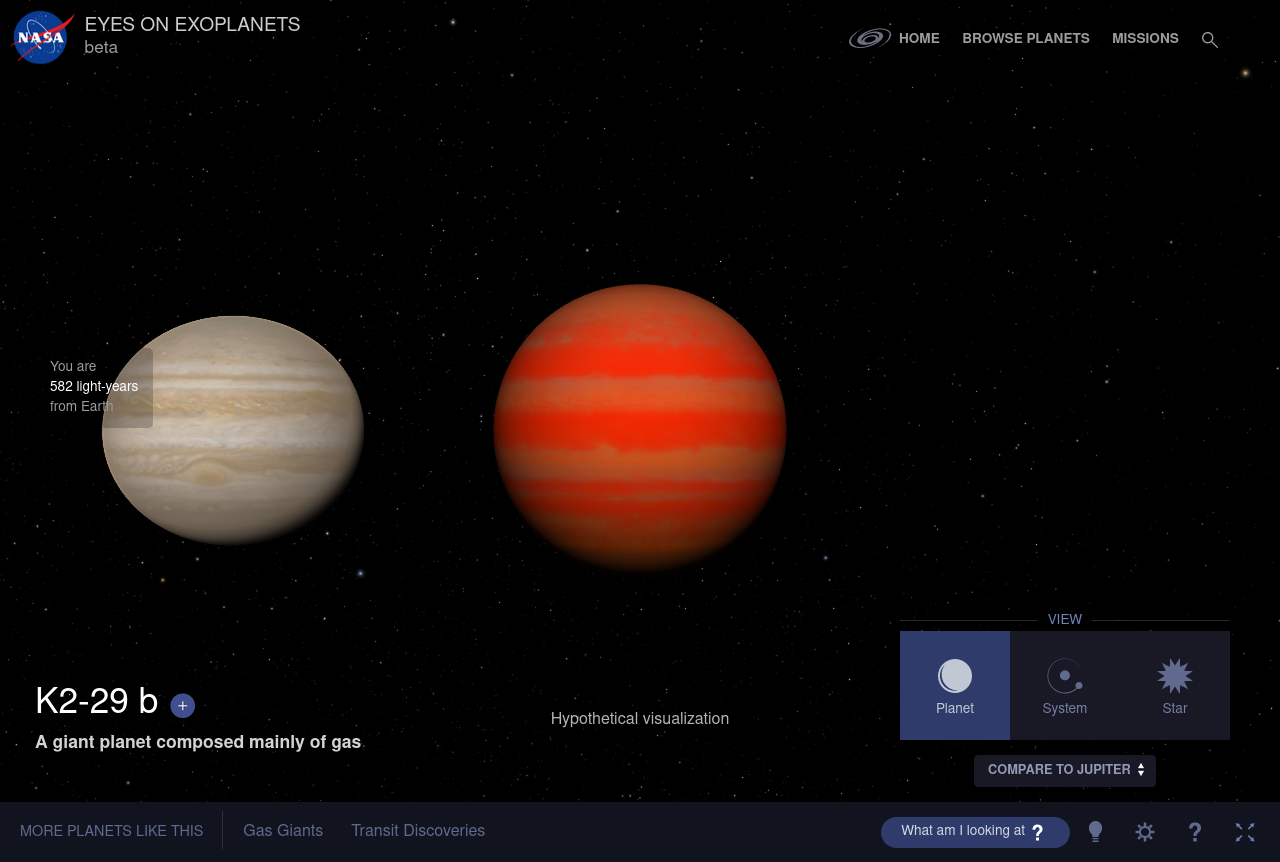 NASA
EYES ON EXOPLANETS
beta
HOME
BROWSE PLANETS
MISSIONS
You are
582 light-years
from Earth
VIEW
Planet
System
Star
K2-29 b +
A giant planet composed mainly of gas
Hypothetical visualization
COMPARE TO JUPITER
MORE PLANETS LIKE THIS
Gas Giants
Transit Discoveries
What am I looking at ?
?